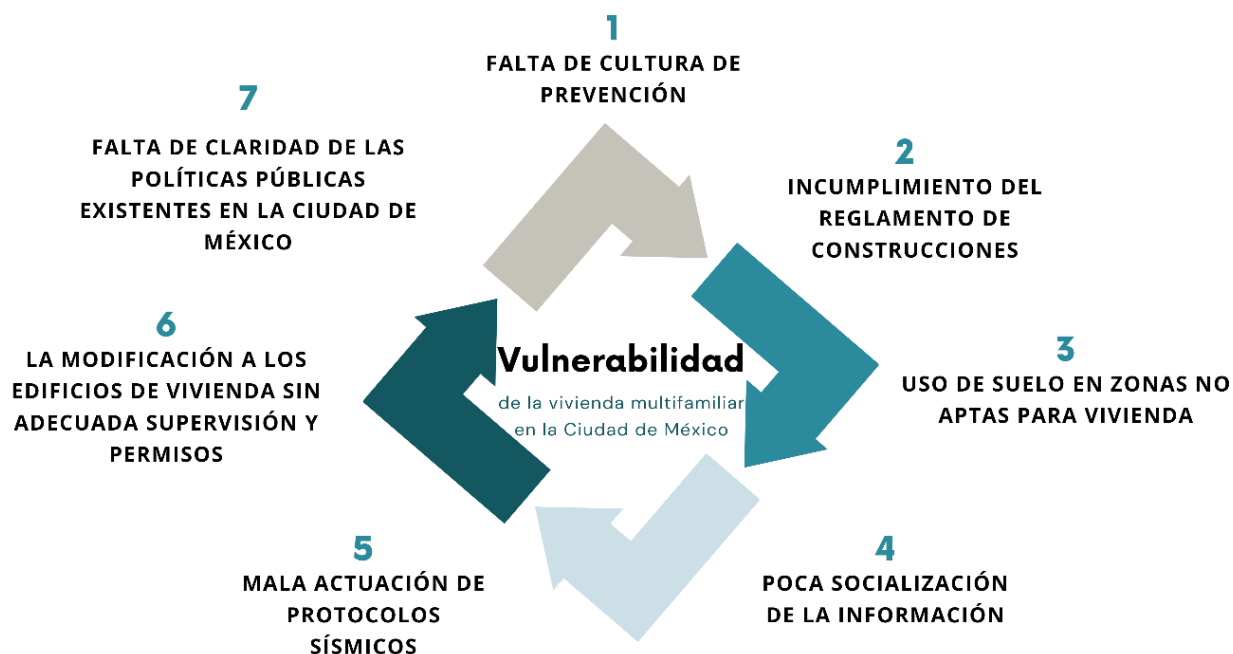 1
FALTA DE CULTURA DE
PREVENCIÓN
2
INCUMPLIMIENTO DEL
REGLAMENTO DE
CONSTRUCCIONES
3
USO DE SUELO EN ZONAS NO
APTAS PARA VIVIENDA
4
POCA SOCIALIZACIÓN
DE LA INFORMACIÓN
5
MALA ACTUACIÓN DE
PROTOCOLOS
SÍSMICOS
6
LA MODIFICACIÓN A LOS
EDIFICIOS DE VIVIENDA SIN
ADECUADA SUPERVISIÓN Y
PERMISOS
7
FALTA DE CLARIDAD DE LAS
POLÍTICAS PÚBLICAS
EXISTENTES EN LA CIUDAD DE
MÉXICO
Vulnerabilidad
de la vivienda multifamiliar
en la Ciudad de México